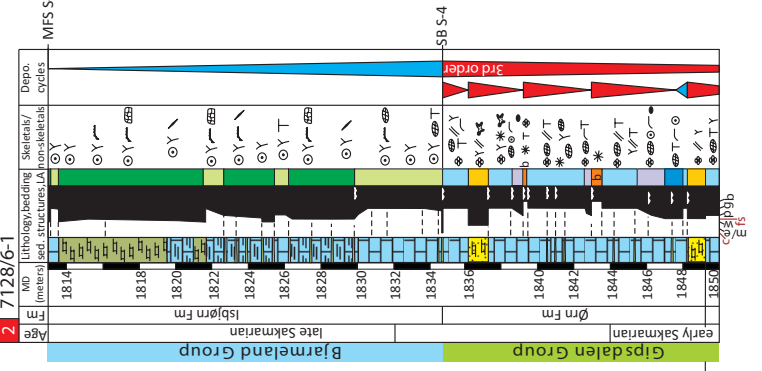 2
7128/6-1
MFS S
SB S-4
Depo.
cycles
3rd order
Skeletals/
non-skeletals
Lithology,bedding
sed. structures,LA
b
b
MD
(meters)
1814
1818
1820
1822
1824
1826
1828
1830
1832
1834
1836
1840
1842
1844
1846
1848
1850
Fm
Isbjørn Fm
Ørn Fm
Age
late Sakmarian
early Sakmarian
Bjarmeland Group
Gipsdalen Group